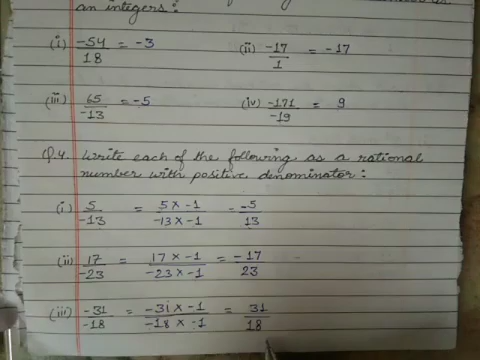 an integers:
(i) -54/18 = -3 (ii) -17/1 = -17
(iii) 65/-13 = -5 (iv) -171/-19 = 9
Q.4. Write each of the following as a rational
number with positive denominator:
(i.) 5/-13 = 5 x -1/-13 x -1 = -5/13
(ii) 17/-23 = 17 x -1/-23 x -1 = -17/23
(iii) -31/-18 = -31 x -1/-18 x -1 = 31/18